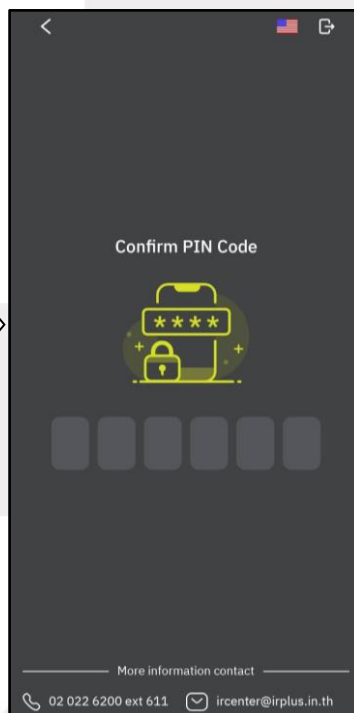 Confirm PIN Code
****
More information contact
02 022 6200 ext 611 ircenter@irplus.in.th